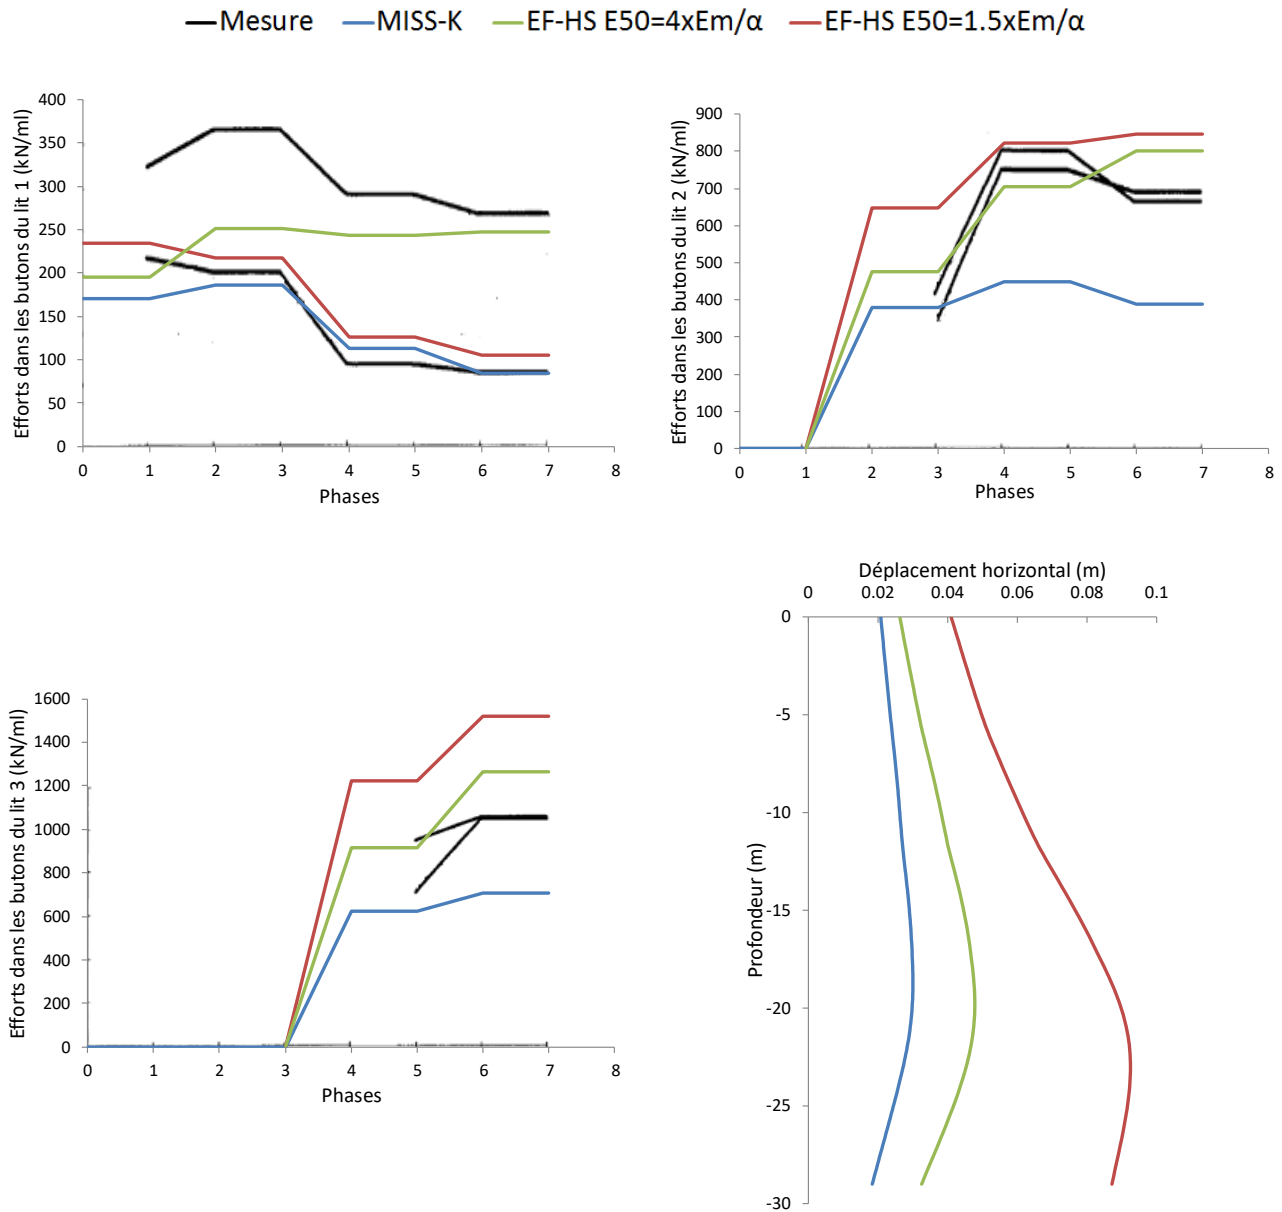 Mesure MISS-K EF-HS E50=4xEm/α EF-HS E50=1.5xEm/α
Efforts dans les butons du lit 1 (kN/ml)
400
350
300
250
200
150
100
50
0
0 1 2 3 4 5 6 7 8
Phases
Efforts dans les butons du lit 2 (kN/ml)
900
800
700
600
500
400
300
200
100
0
0 1 2 3 4 5 6 7 8
Phases
Efforts dans les butons du lit 3 (kN/ml)
1600
1400
1200
1000
800
600
400
200
0
0 1 2 3 4 5 6 7 8
Phases
Déplacement horizontal (m)
0 0.02 0.04 0.06 0.08 0.1
Profondeur (m)
0
-5
-10
-15
-20
-25
-30